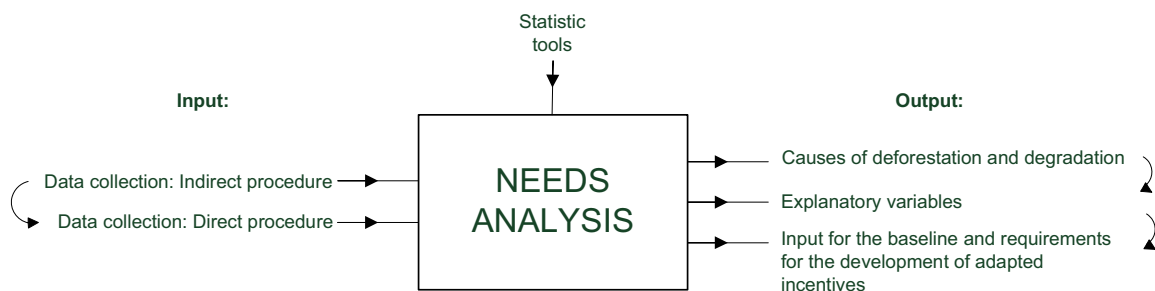 Statistic
tools
Input:
Output:
Data collection: Indirect procedure
Data collection: Direct procedure
NEEDS
ANALYSIS
Causes of deforestation and degradation
Explanatory variables
Input for the baseline and requirements
for the development of adapted
incentives